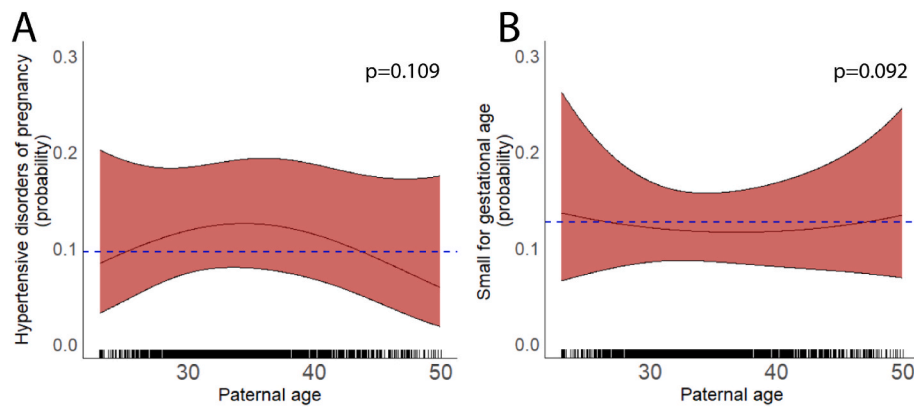 A
Hypertensive disorders of pregnancy
(probability)
0.3
0.2
0.1
0.0
p=0.109
30
40
50
Paternal age
B
Small for gestational age
(probability)
0.3
0.2
0.1
0.0
p=0.092
30
40
50
Paternal age